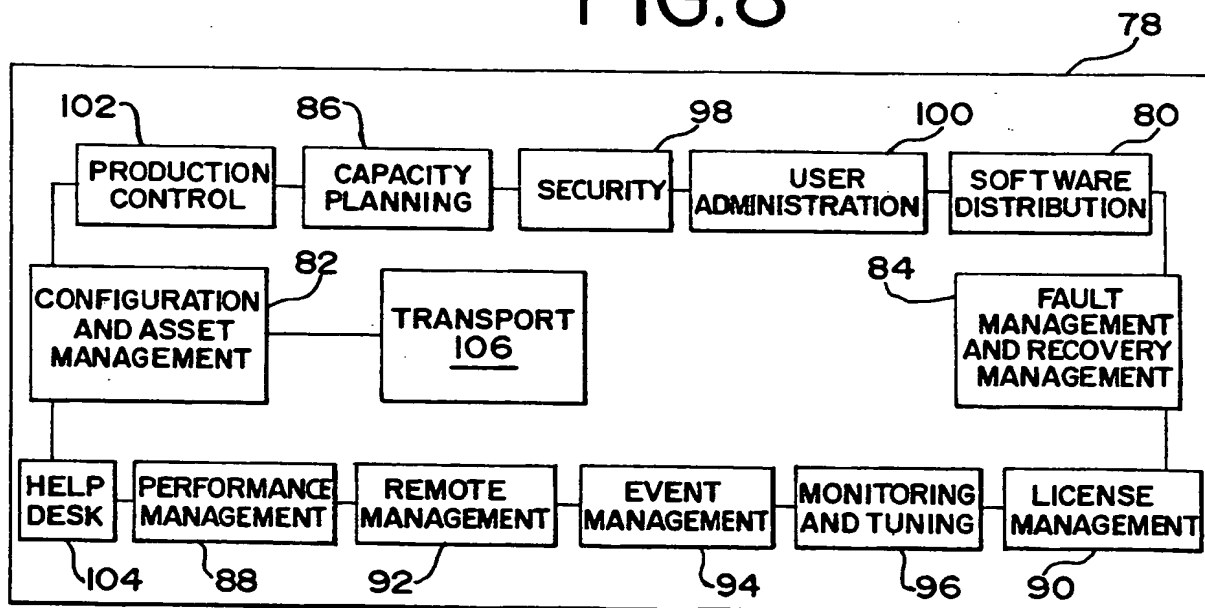 FIG.8
78
102
86
98
100
80
PRODUCTION
CONTROL
CAPACITY
PLANNING
SECURITY
USER
ADMINISTRATION
SOFTWARE
DISTRIBUTION
82
84
CONFIGURATION
AND ASSET
MANAGEMENT
TRANSPORT
106
FAULT
MANAGEMENT
AND RECOVERY
MANAGEMENT
HELP
DESK
PERFORMANCE
MANAGEMENT
REMOTE
MANAGEMENT
EVENT
MANAGEMENT
MONITORING
AND TUNING
LICENSE
MANAGEMENT
104
88
92
94
96
90